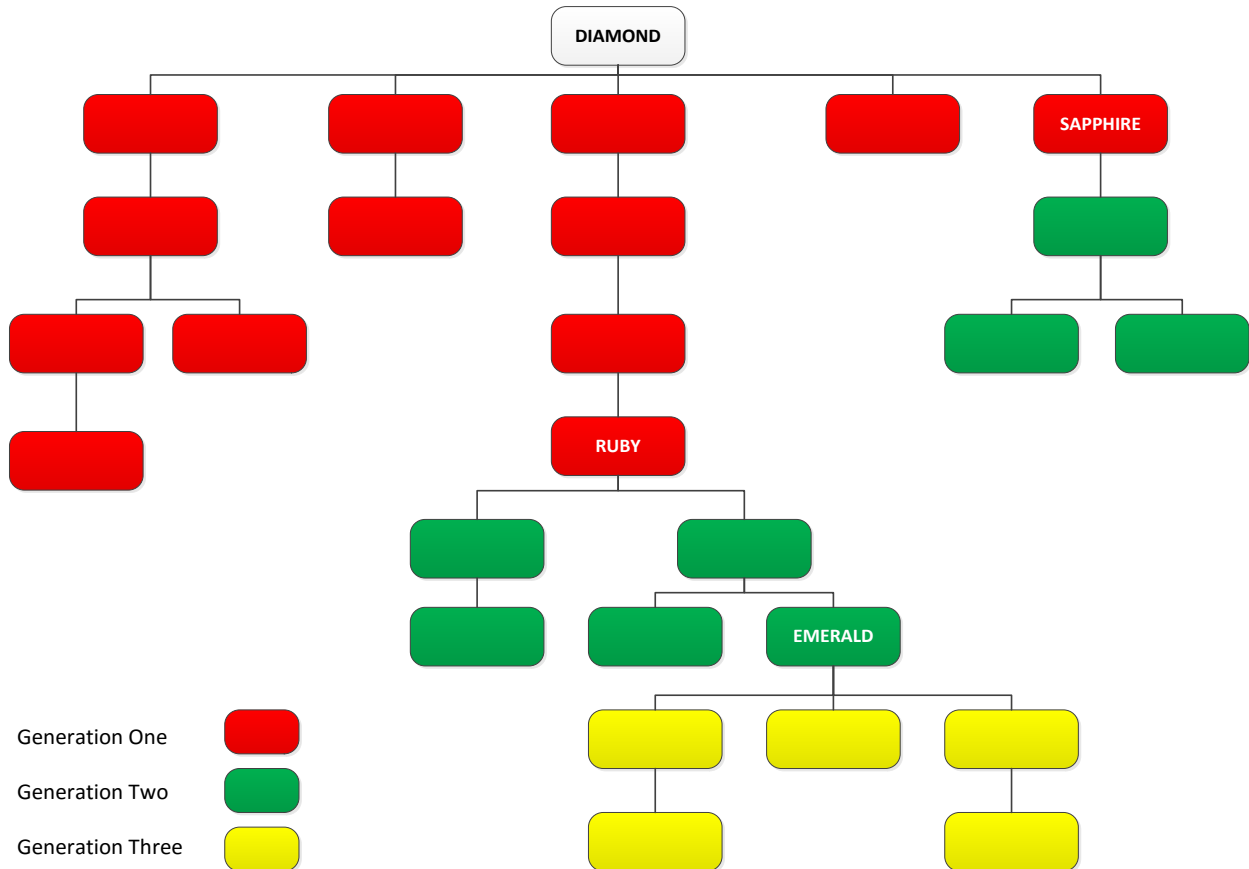 DIAMOND
SAPPHIRE
RUBY
EMERALD
Generation One
Generation Two
Generation Three